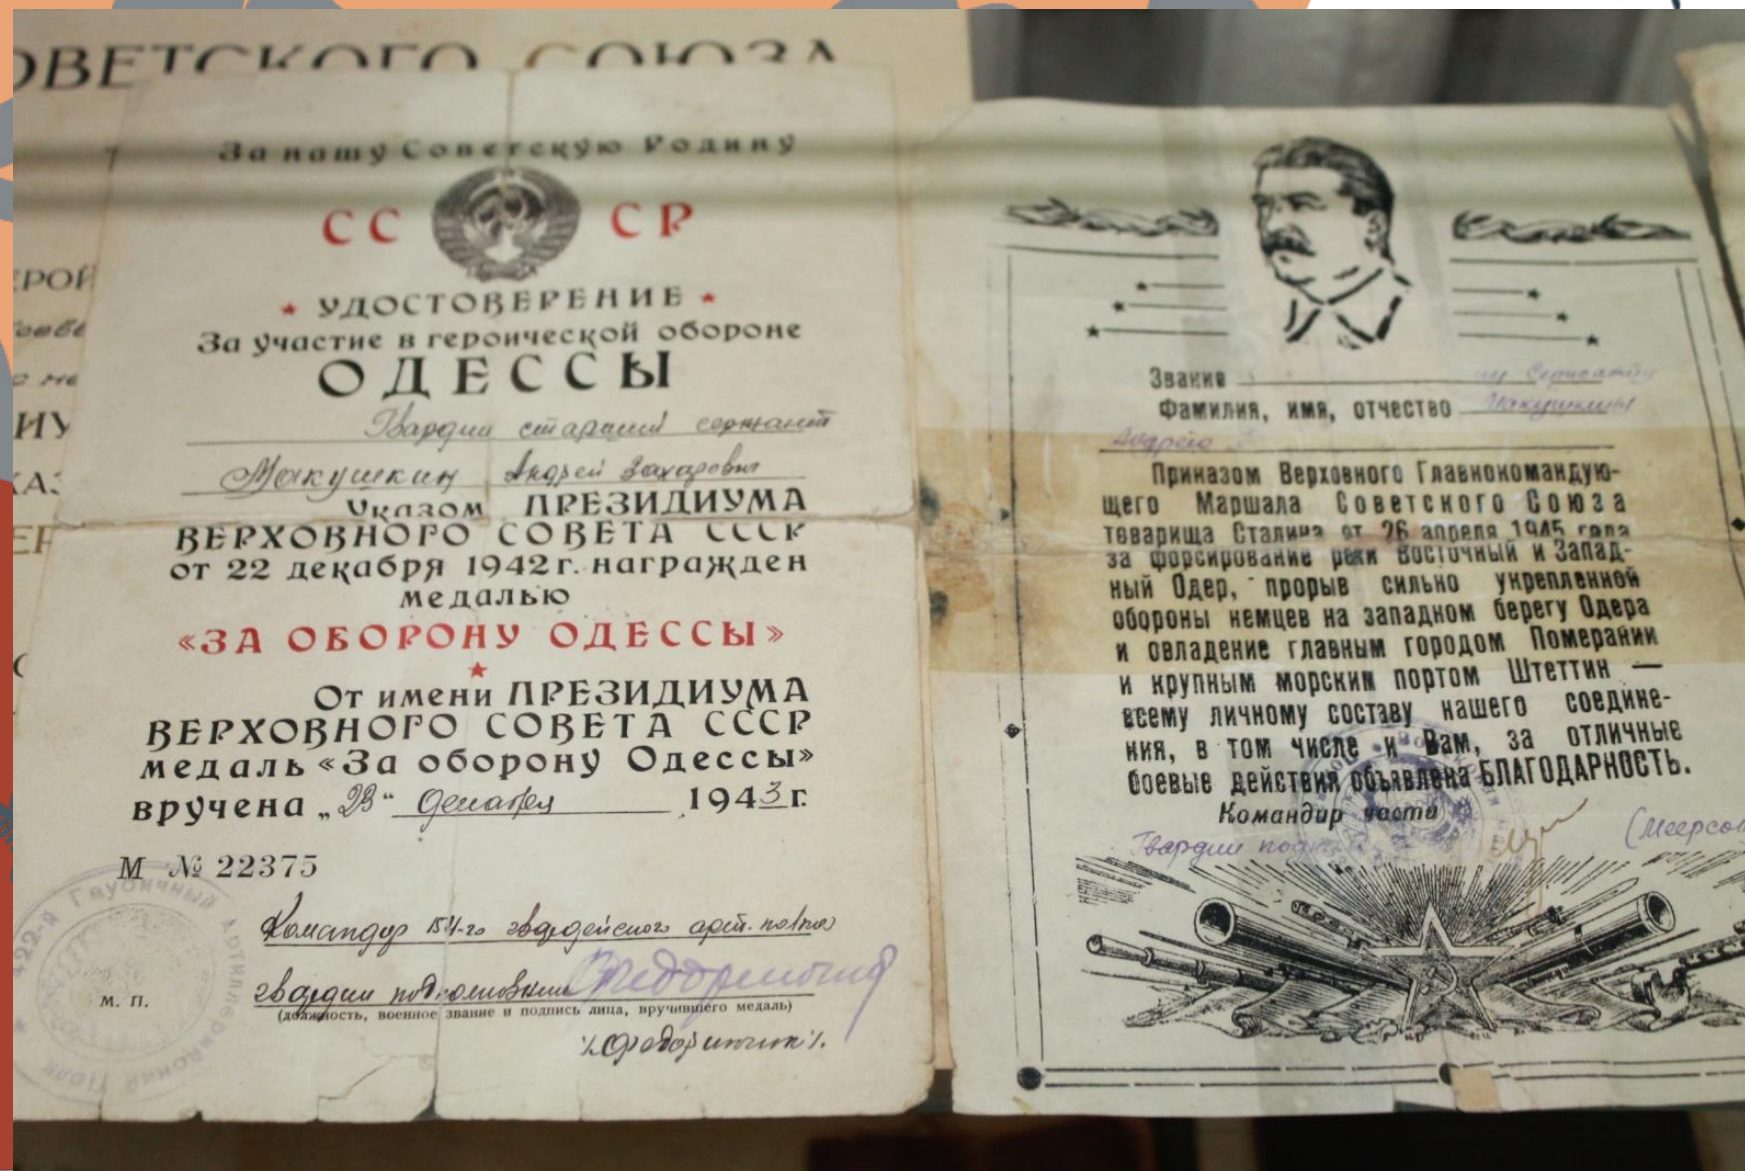 ОВЕТСКОГО СОЮЗА
За нашу Советскую Родину
СС СР
УДОСТОВЕРЕНИЕ
За участие в героической обороне
ОДЕССЫ
Гвардии старший сержант
Макушкин Андрей Захарович
Указом ПРЕЗИДИУМА
ВЕРХОВНОГО СОВЕТА СССР
от 22 декабря 1942 г. награжден
медалью
«ЗА ОБОРОНУ ОДЕССЫ»
От имени ПРЕЗИДИУМА
ВЕРХОВНОГО СОВЕТА СССР
медаль «За оборону Одессы»
вручена „23" декабря 1943 г.
М № 22375
Командир 154-го гвардейского арт. полка
гвардии подполковник
м. п.
(должность, военное звание и подпись лица, вручившего медаль)
Звание
Фамилия, имя, отчество
Приказом Верховного Главнокомандую-
щего Маршала Советского Союза
товарища Сталина от 26 апреля 1945 года
за форсирование реки Восточный и Запад-
ный Одер, прорыв сильно укрепленной
обороны немцев на западном берегу Одера
и овладение главным городом Померании
и крупным морским портом Штеттин —
всему личному составу нашего соедине-
ния, в том числе и Вам, за отличные
боевые действия объявлена БЛАГОДАРНОСТЬ.
Командир части
Гвардии